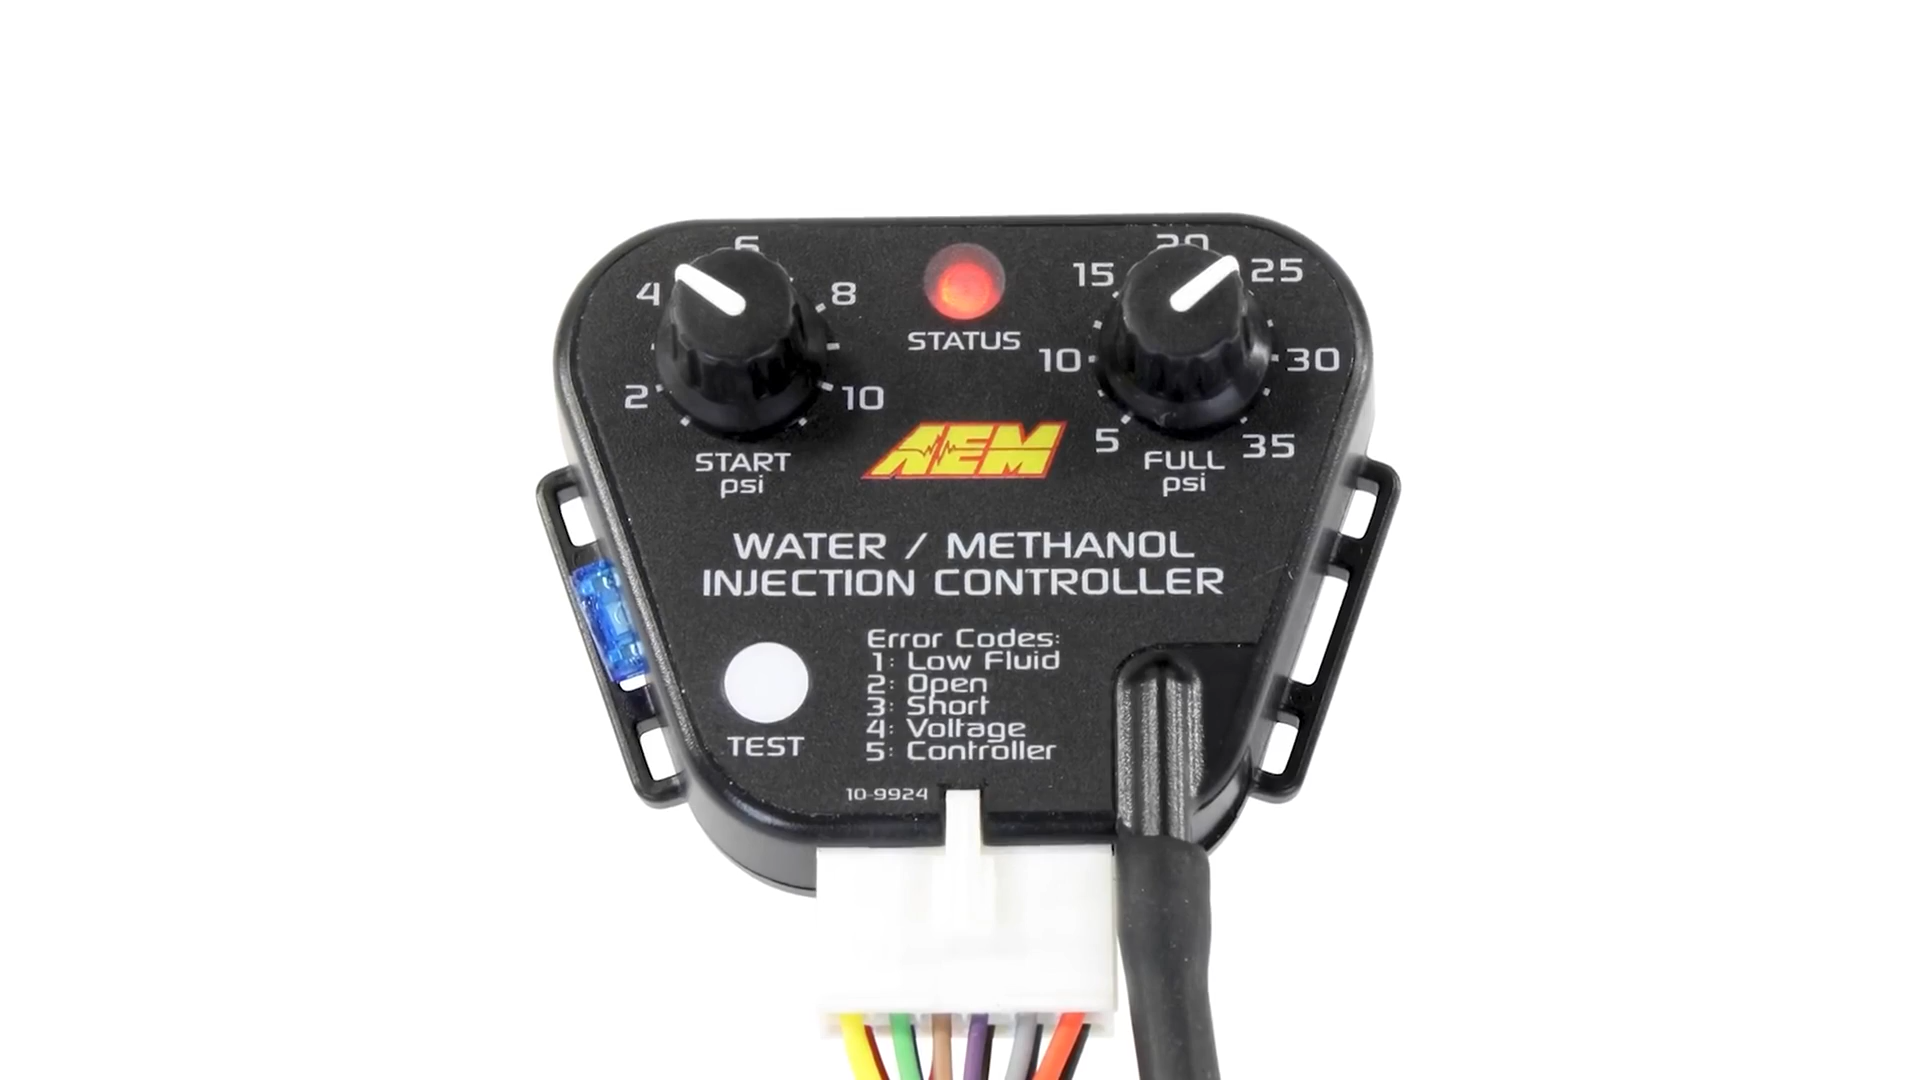 6
20
4
8
15
25
STATUS
10
30
2
10
5
35
START
psi
AEM
FULL
psi
WATER / METHANOL
INJECTION CONTROLLER
Error Codes:
1: Low Fluid
2: Open
3: Short
4: Voltage
5: Controller
TEST
10-9924